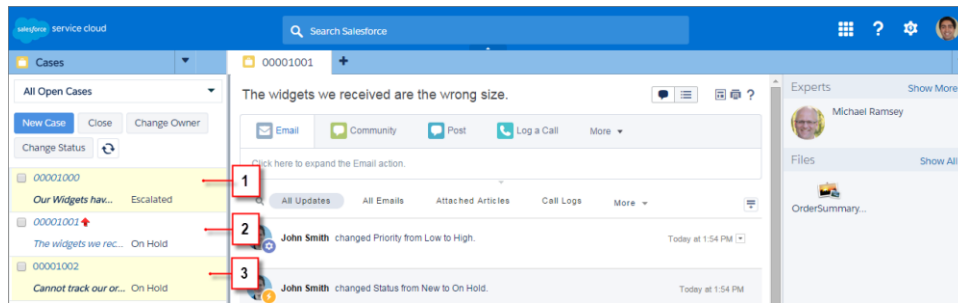 salesforce service cloud
Search Salesforce
Cases
00001001
All Open Cases
New Case Close Change Owner
Change Status
00001000
Our Widgets hav... Escalated
00001001
The widgets we rec... On Hold
00001002
Cannot track our or... On Hold
The widgets we received are the wrong size.
Email Community Post Log a Call More
Click here to expand the Email action.
All Updates All Emails Attached Articles Call Logs More
John Smith changed Priority from Low to High. Today at 1:54 PM
John Smith changed Status from New to On Hold. Today at 1:54 PM
1
2
3
Experts Show More
Michael Ramsey
Files Show All
OrderSummary...